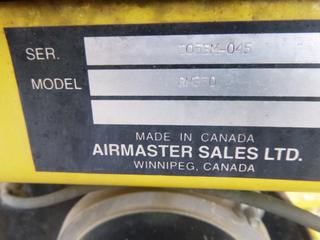 SER.
MODEL
MADE IN CANADA
AIRMASTER SALES LTD.
WINNIPEG, CANADA